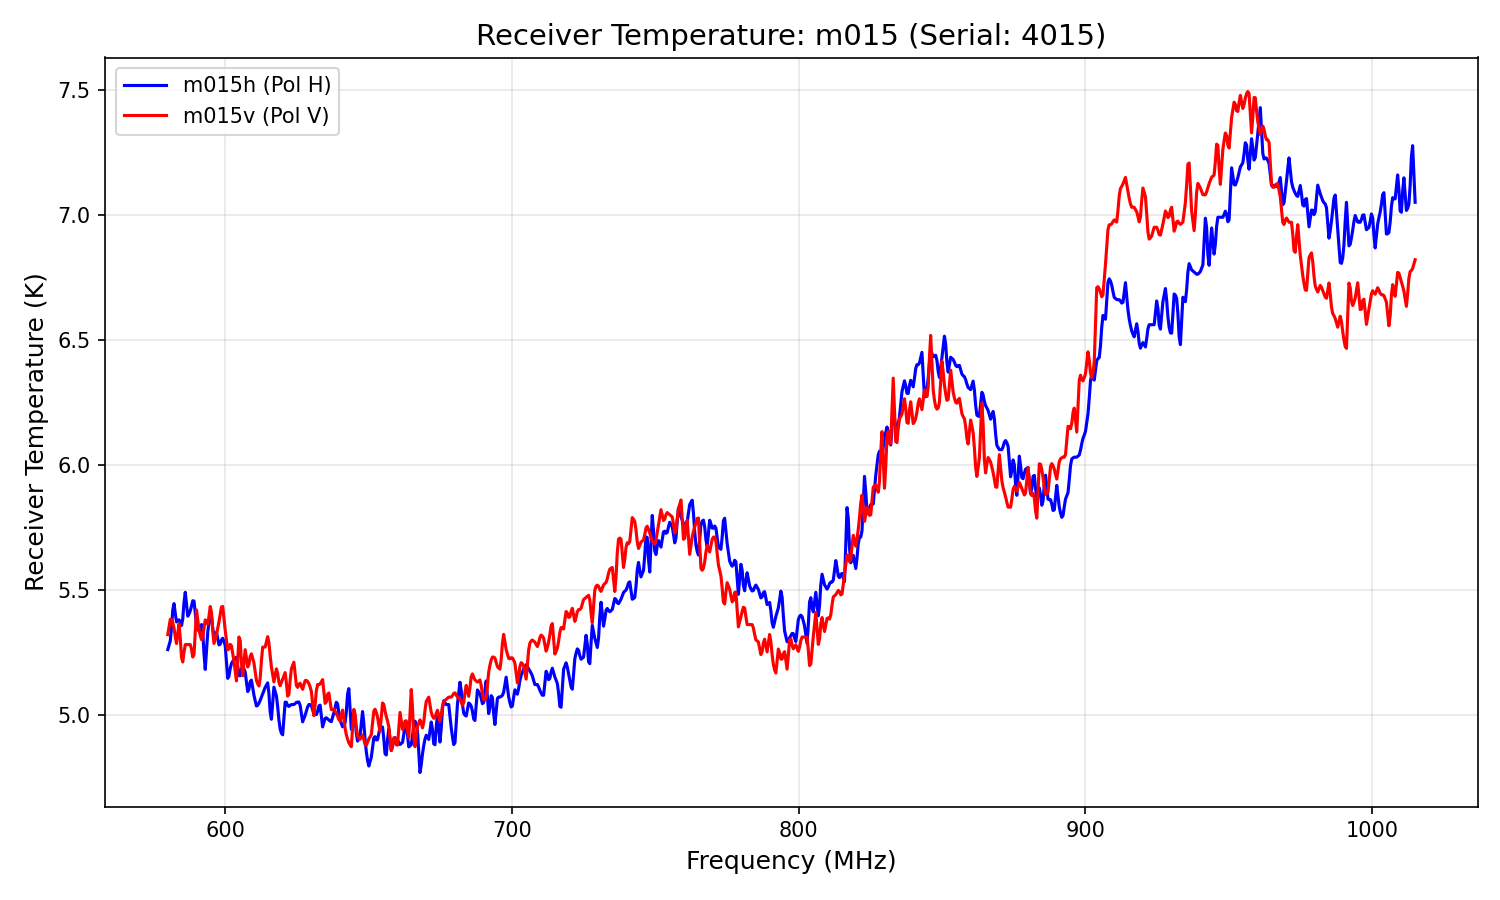 Receiver Temperature: m015 (Serial: 4015)
m015h (Pol H)
m015v (Pol V)
Receiver Temperature (K)
7.5
7.0
6.5
6.0
5.5
5.0
600 700 800 900 1000
Frequency (MHz)